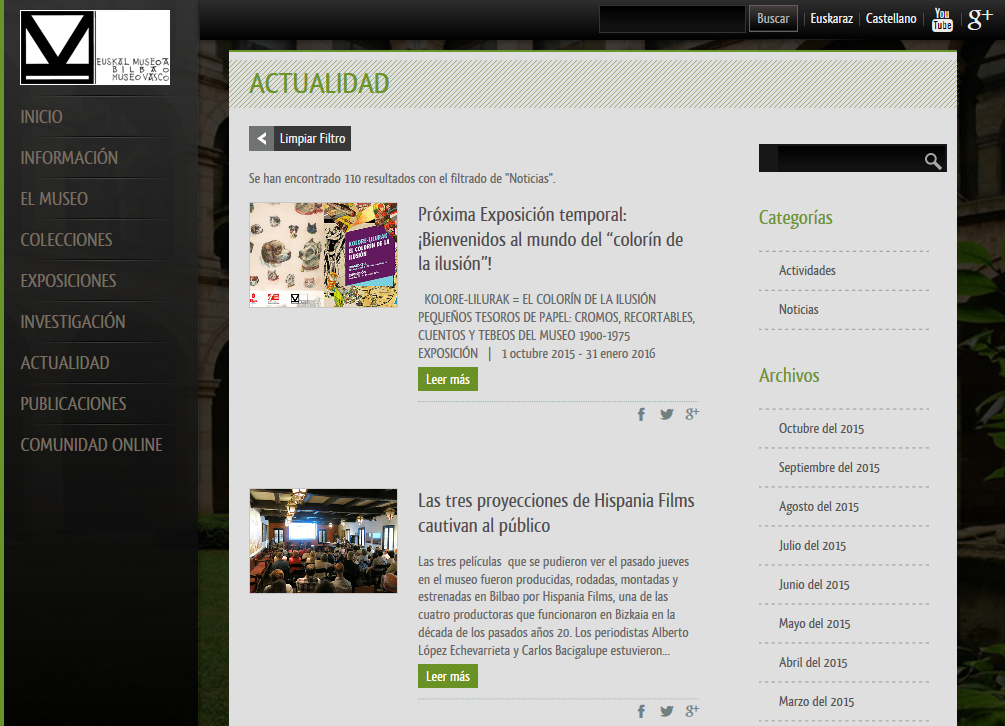 EUSKAL MUSEOA
BILBAO
MUSEO VASCO
Buscar
Euskaraz
Castellano
You
Tube
g+
INICIO
INFORMACIÓN
EL MUSEO
COLECCIONES
EXPOSICIONES
INVESTIGACIÓN
ACTUALIDAD
PUBLICACIONES
COMUNIDAD ONLINE
ACTUALIDAD
Limpiar Filtro
Se han encontrado 110 resultados con el filtrado de "Noticias".
KOLORE-LILURAK
EL COLORÍN DE LA
ILUSIÓN
Próxima Exposición temporal:
¡Bienvenidos al mundo del “colorín de
la ilusión”!
KOLORE-LILURAK = EL COLORÍN DE LA ILUSIÓN
PEQUEÑOS TESOROS DE PAPEL: CROMOS, RECORTABLES,
CUENTOS Y TEBEOS DEL MUSEO 1900-1975
EXPOSICIÓN | 1 octubre 2015 - 31 enero 2016
Leer más
f g+
Las tres proyecciones de Hispania Films
cautivan al público
Las tres películas que se pudieron ver el pasado jueves
en el museo fueron producidas, rodadas, montadas y
estrenadas en Bilbao por Hispania Films, una de las
cuatro productoras que funcionaron en Bizkaia en la
década de los pasados años 20. Los periodistas Alberto
López Echevarrieta y Carlos Bacigalupe estuvieron...
Leer más
f g+
Categorías
Actividades
Noticias
Archivos
Octubre del 2015
Septiembre del 2015
Agosto del 2015
Julio del 2015
Junio del 2015
Mayo del 2015
Abril del 2015
Marzo del 2015